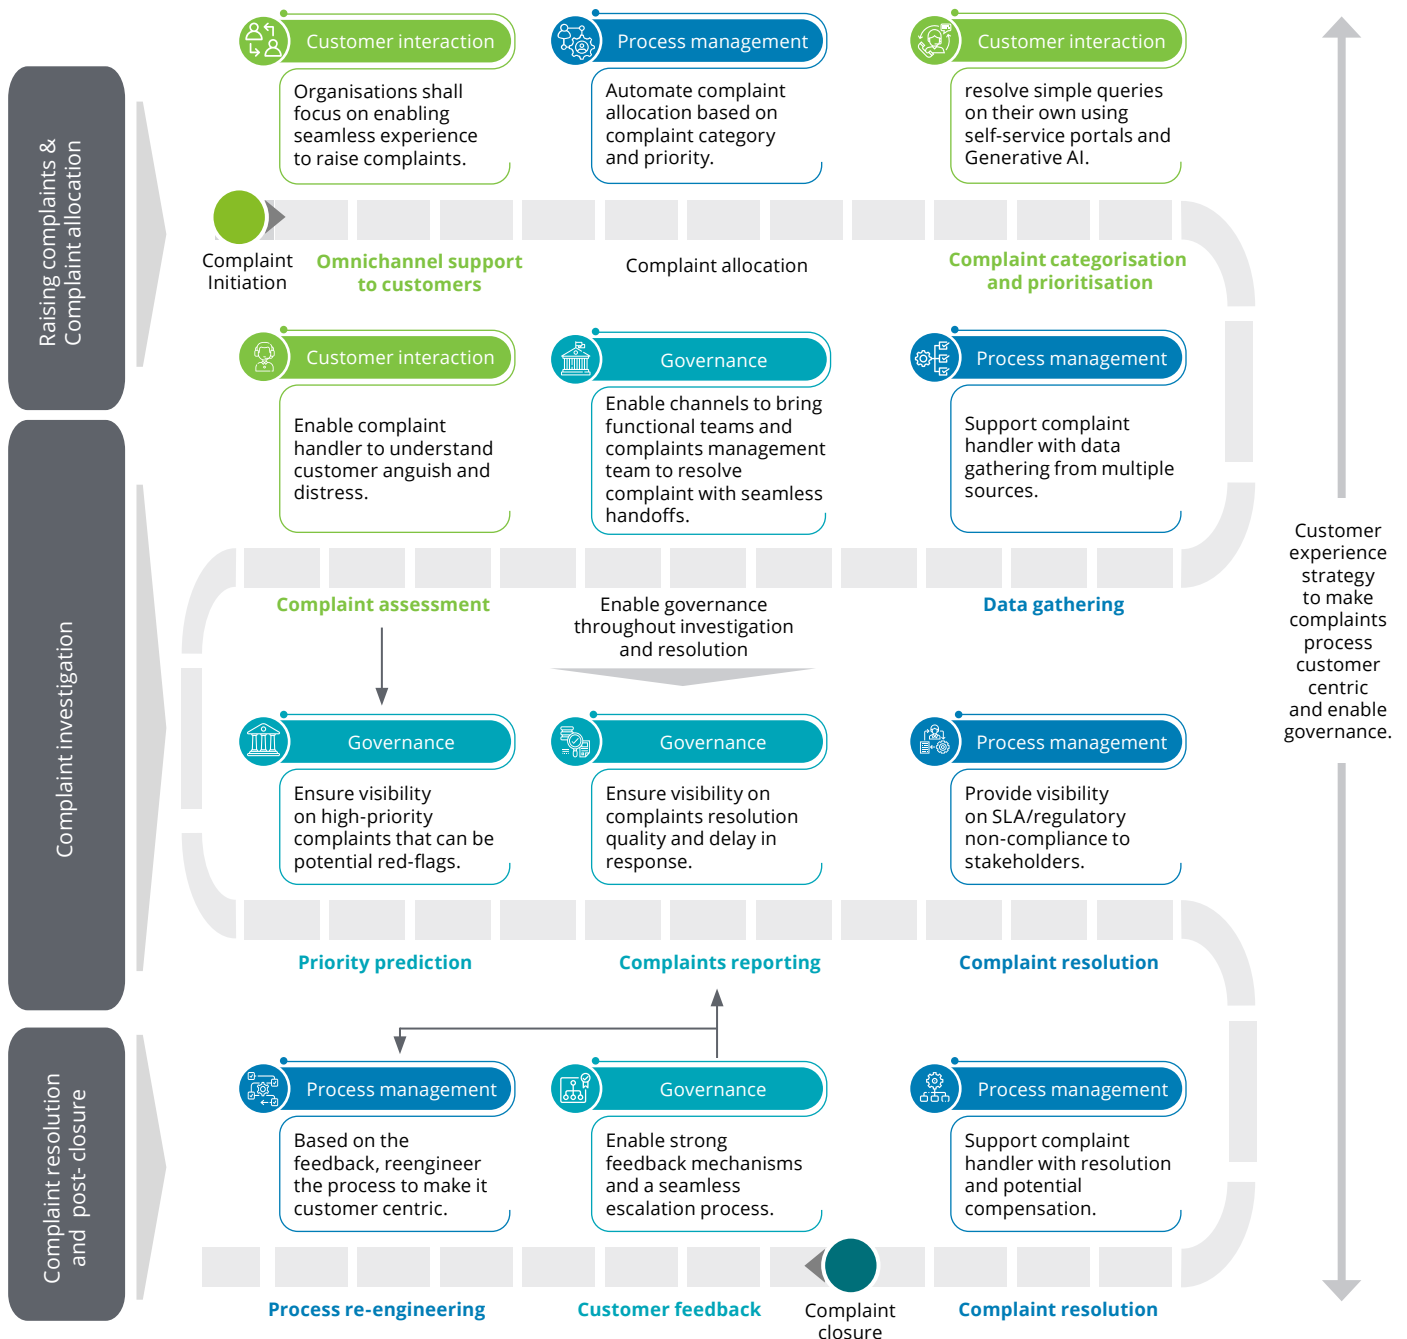 Raising complaints &
Complaint allocation
Customer interaction
Organisations shall
focus on enabling
seamless experience
to raise complaints.
Process management
Automate complaint
allocation based on
complaint category
and priority.
Customer interaction
resolve simple queries
on their own using
self-service portals and
Generative AI.
Complaint
Initiation
Omnichannel support
to customers
Complaint allocation
Complaint categorisation
and prioritisation
Complaint investigation
Customer interaction
Enable complaint
handler to understand
customer anguish and
distress.
Governance
Enable channels to bring
functional teams and
complaints management
team to resolve
complaint with seamless
handoffs.
Process management
Support complaint
handler with data
gathering from multiple
sources.
Complaint assessment
Enable governance
throughout investigation
and resolution
Data gathering
Governance
Ensure visibility
on high-priority
complaints that can be
potential red-flags.
Governance
Ensure visibility on
complaints resolution
quality and delay in
response.
Process management
Provide visibility
on SLA/regulatory
non-compliance to
stakeholders.
Priority prediction
Complaints reporting
Complaint resolution
Complaint resolution
and post- closure
Process management
Based on the
feedback, reengineer
the process to make it
customer centric.
Governance
Enable strong
feedback mechanisms
and a seamless
escalation process.
Process management
Support complaint
handler with resolution
and potential
compensation.
Process re-engineering
Customer feedback
Complaint
closure
Complaint resolution
Customer
experience
strategy
to make
complaints
process
customer
centric
and enable
governance.